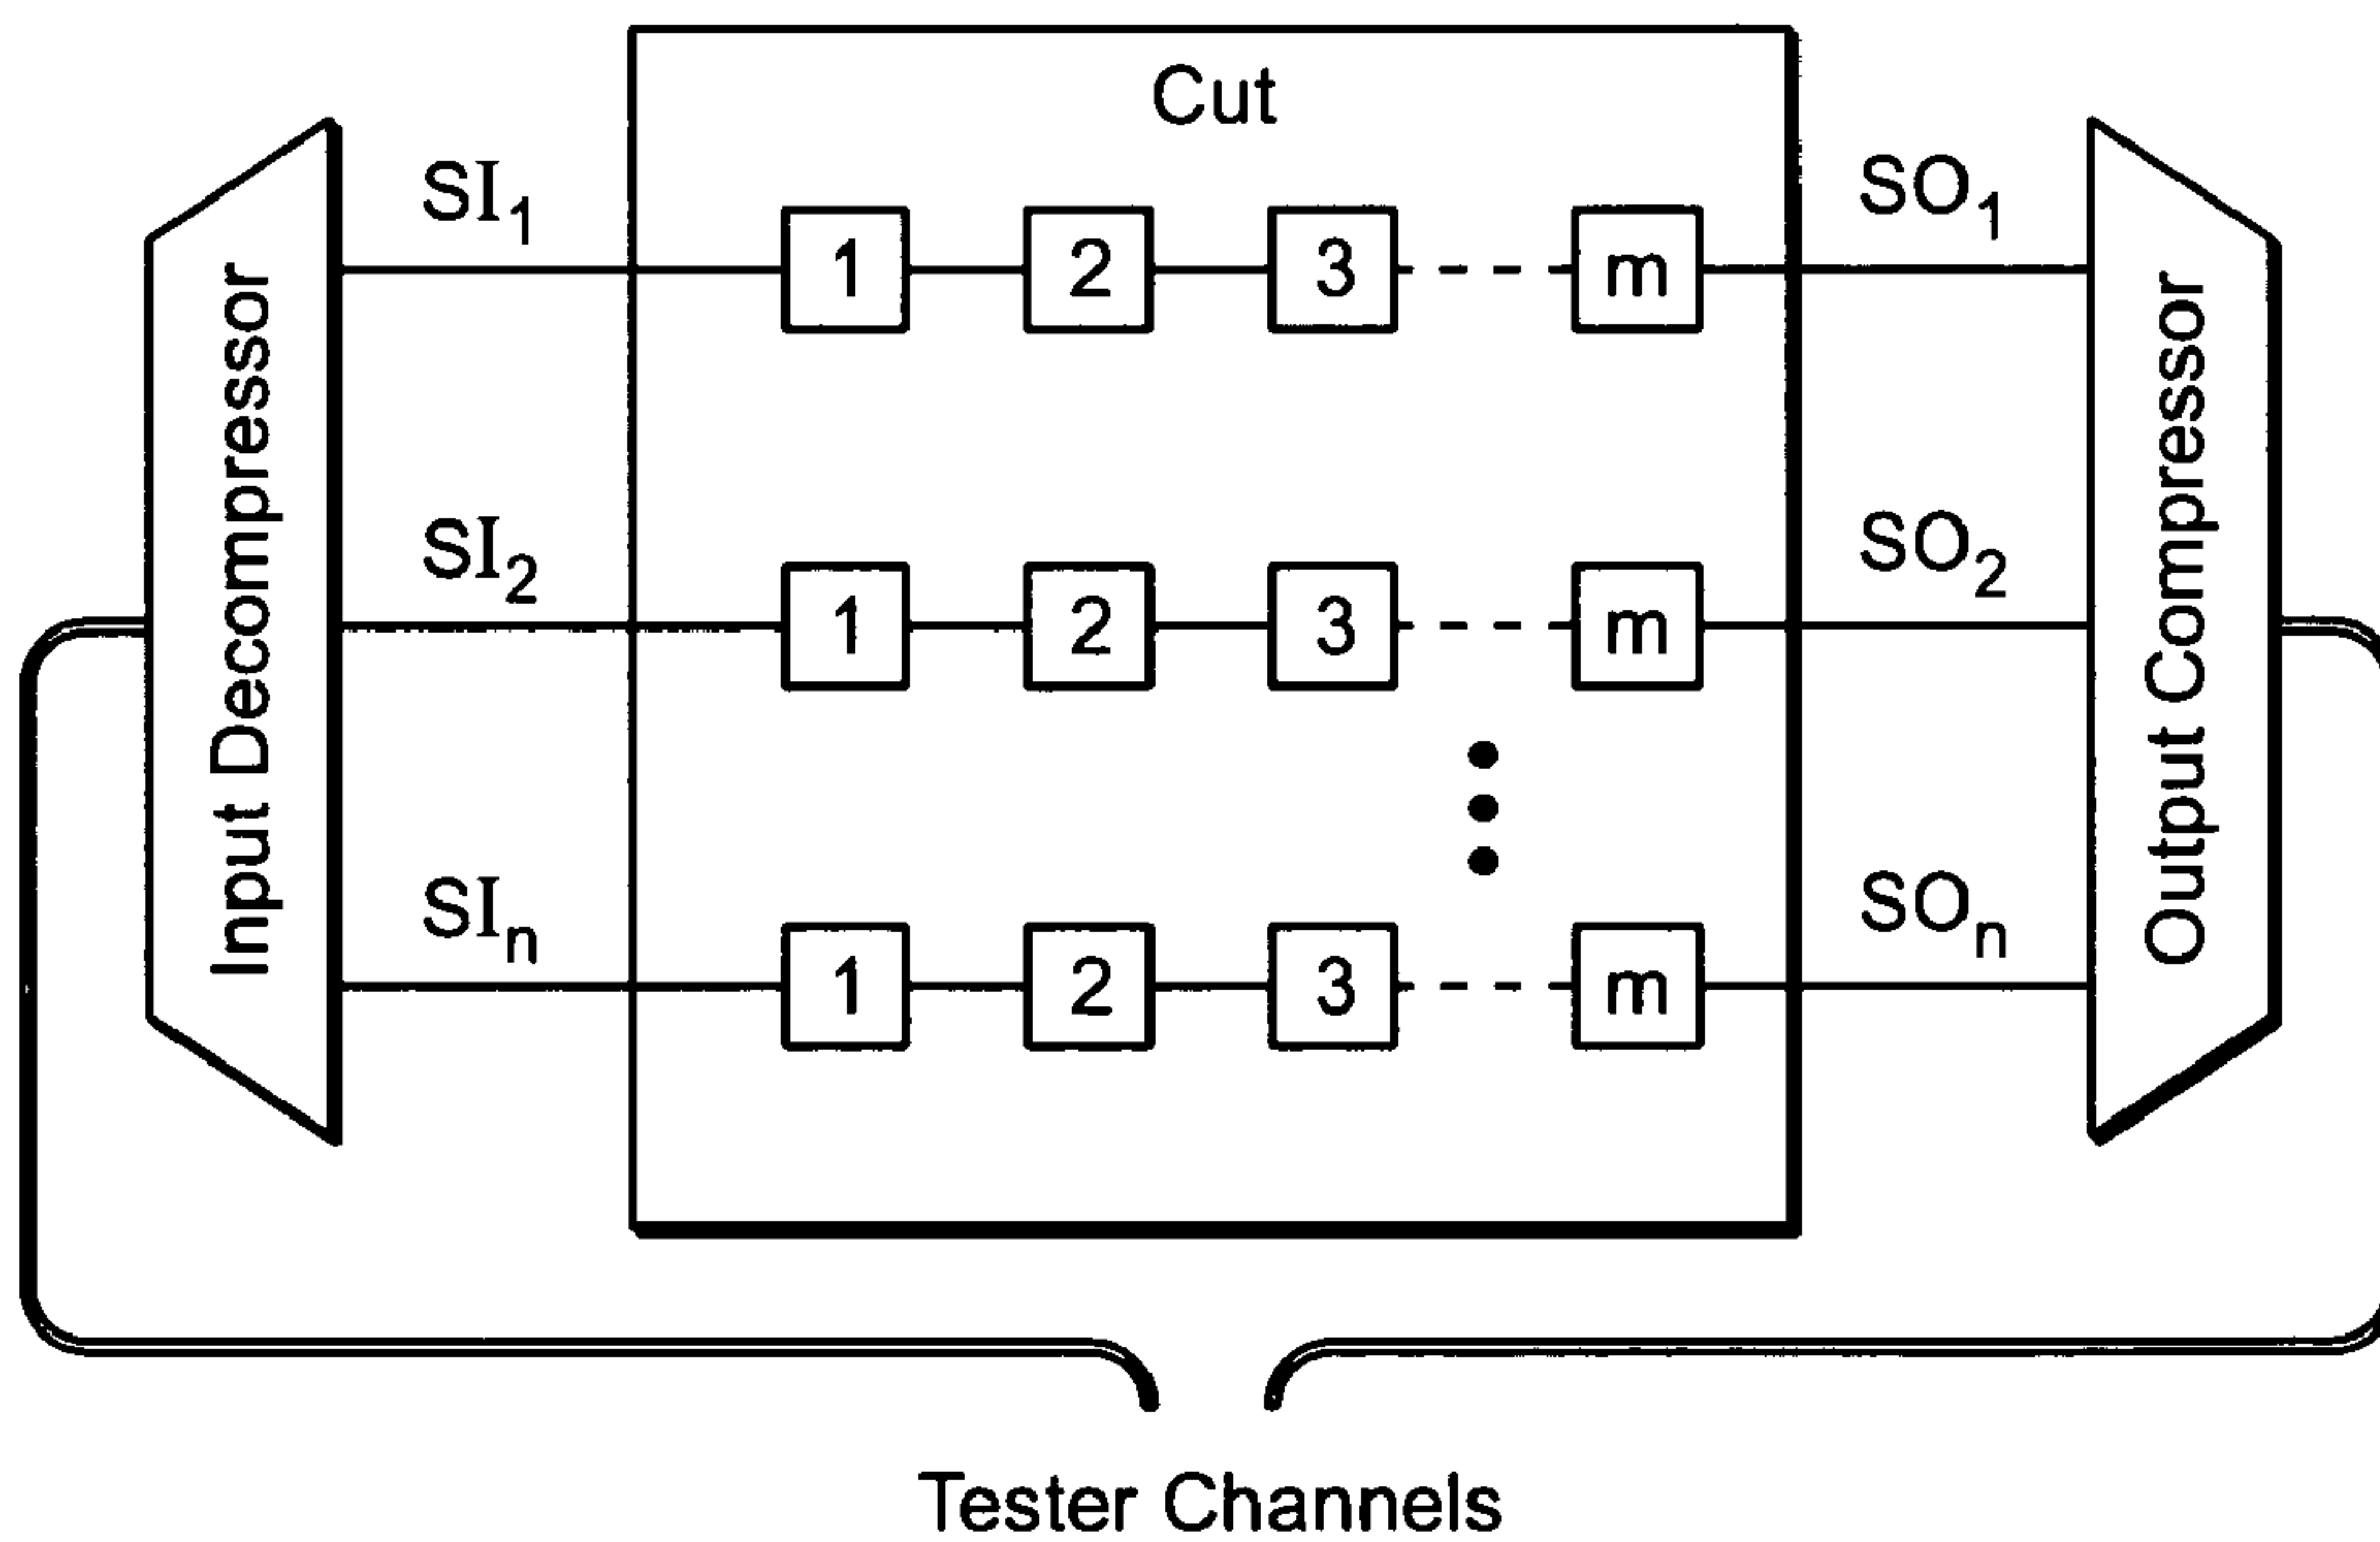 Cut
Input Decompressor
SI1
1 2 3 m
SO1
SI2
1 2 3 m
SO2
SIn
1 2 3 m
SOn
Output Compressor
Tester Channels